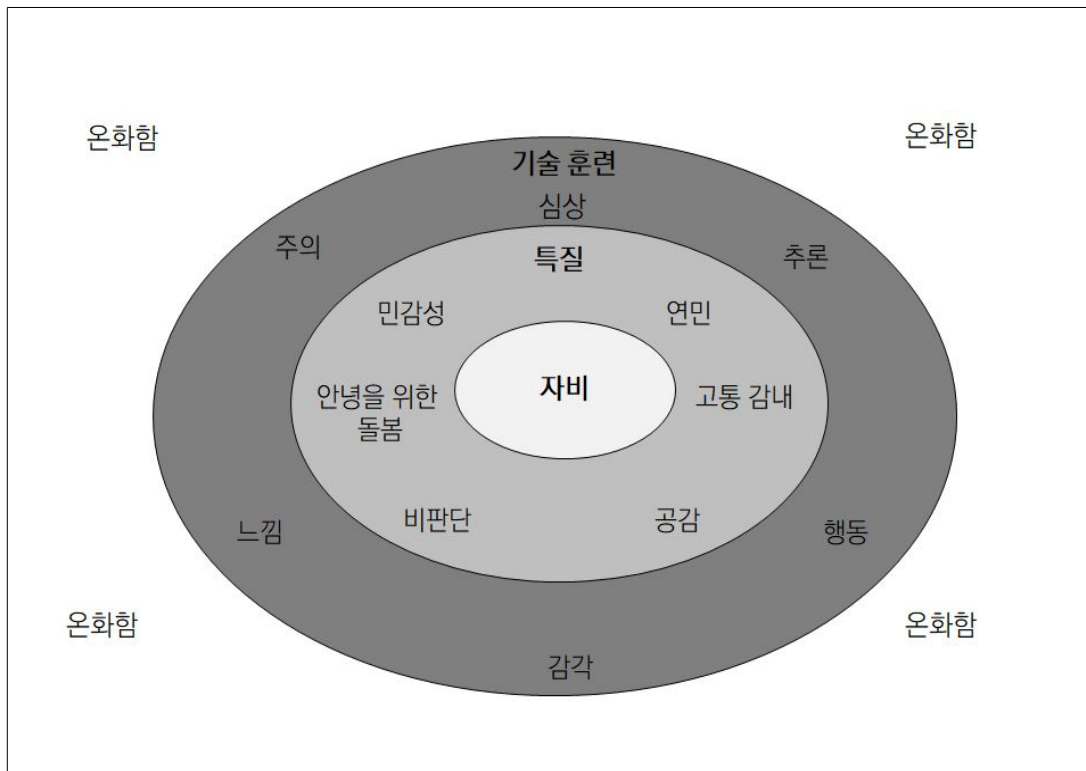 온화함
온화함
기술 훈련
심상
주의
추론
특질
민감성
연민
자비
안녕을 위한
돌봄
고통 감내
비판단
공감
느낌
행동
온화함
온화함
감각